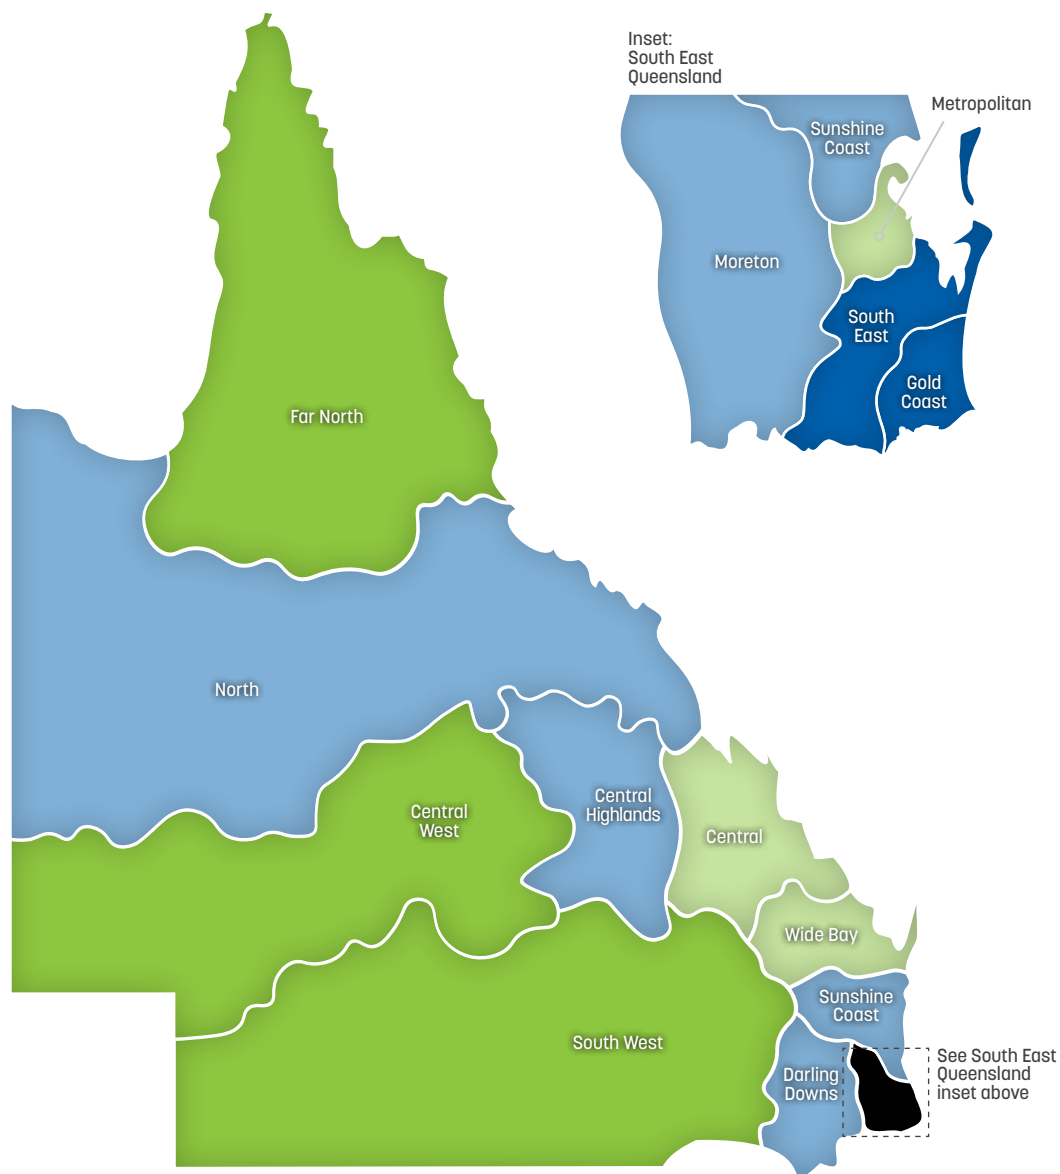 Inset:
South East
Queensland
Metropolitan
Sunshine
Coast
Moreton
South
East
Gold
Coast
Far North
North
Central
Highlands
Central
West
Central
Wide Bay
Sunshine
Coast
South West
Darling
Downs
See South East
Queensland
inset above